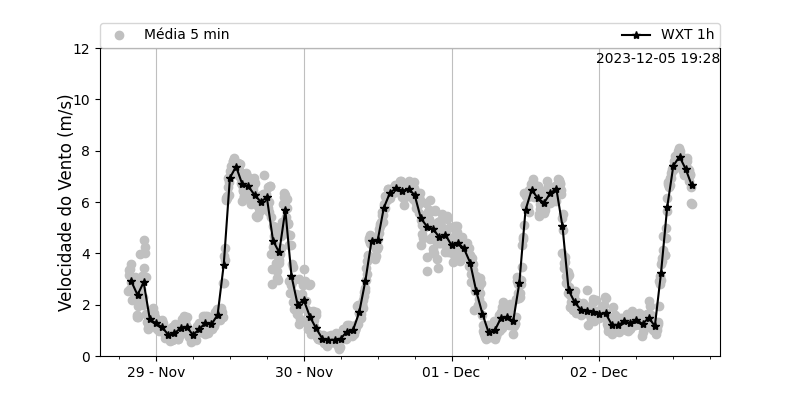 Média 5 min
WXT 1h
2023-12-05 19:28
Velocidade do Vento (m/s)
12
10
8
6
4
2
0
29 - Nov
30 - Nov
01 - Dec
02 - Dec